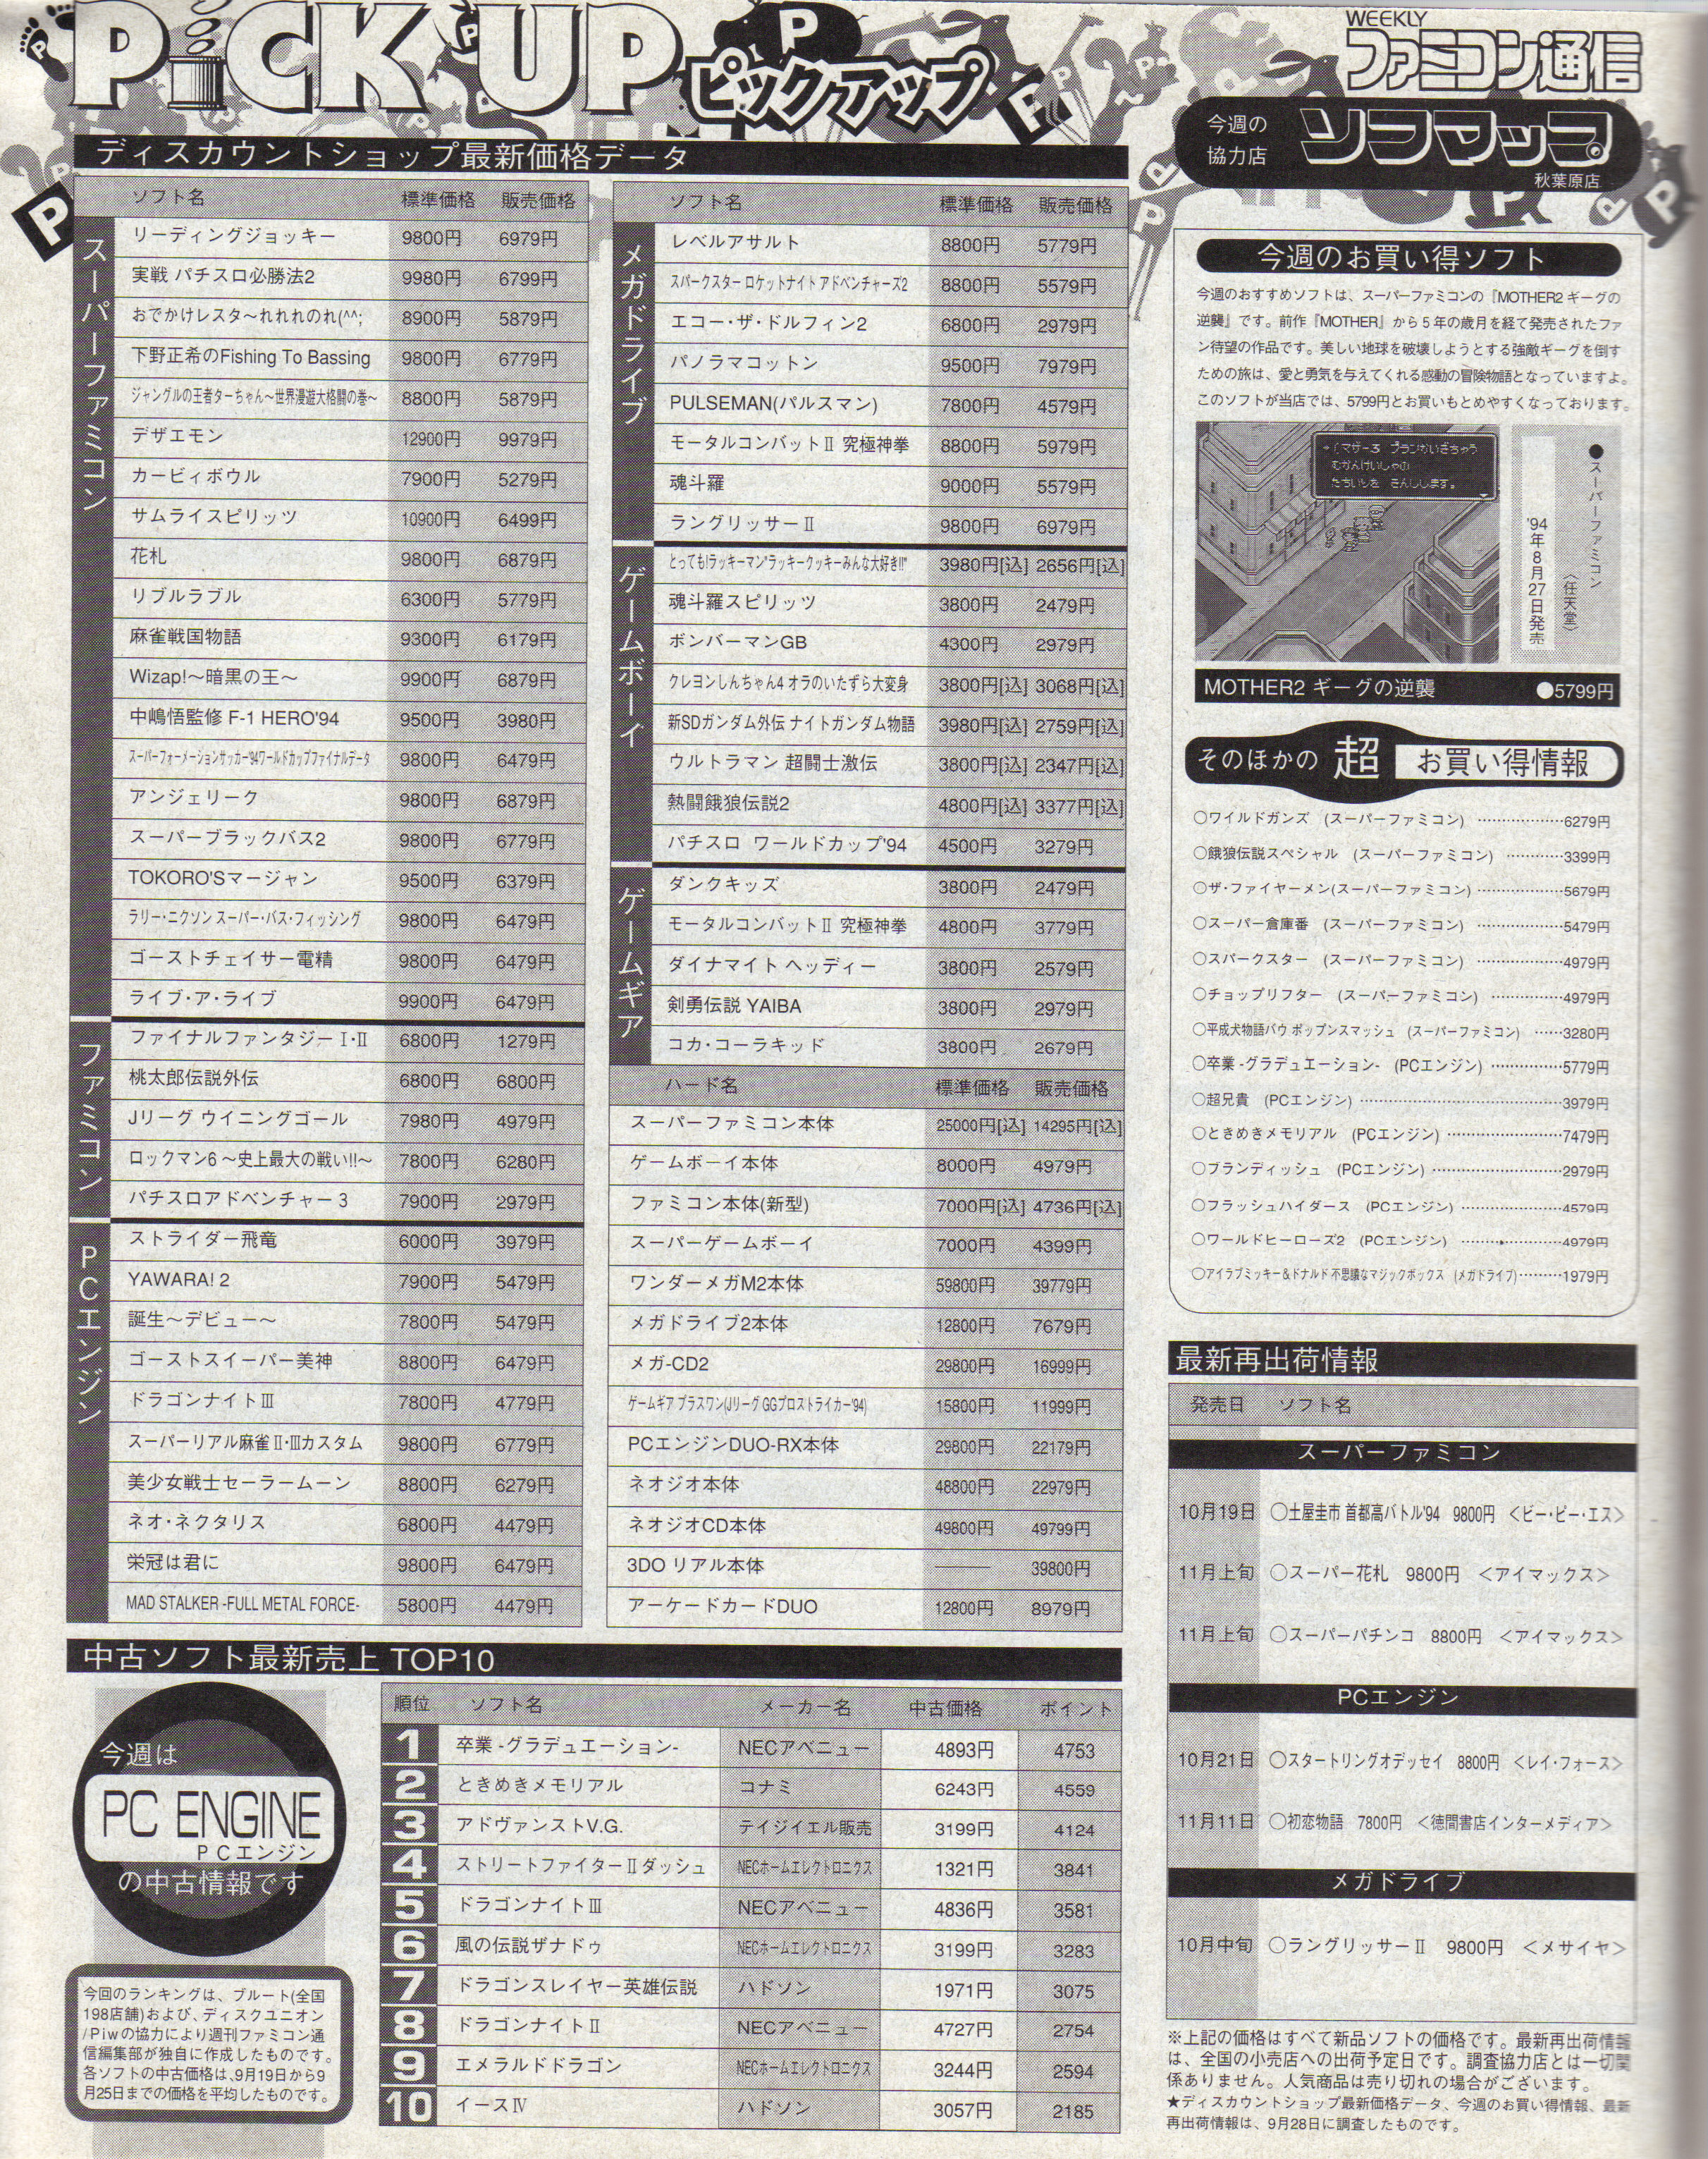 PiCK UP
ピックアップ
WEEKLY
ファミコン通信
今週の
協力店
ソフマップ
秋葉原店
ディスカウントショップ最新価格データ
ソフト名 標準価格 販売価格
スーパーファミコン
リーディングジョッキー 9800円 6979円
実戦 パチスロ必勝法2 9980円 6799円
おでかけレスタ〜れれれのれ(^^; 8900円 5879円
下野正希のFishing To Bassing 9800円 6779円
ジャングルの王者ターちゃん〜世界漫遊大格闘の巻〜 8800円 5879円
デザエモン 12900円 9979円
カービィボウル 7900円 5279円
サムライスピリッツ 10900円 6499円
花札 9800円 6879円
リブルラブル 6300円 5779円
麻雀戦国物語 9300円 6179円
Wizap!〜暗黒の王〜 9900円 6879円
中嶋悟監修 F-1 HERO'94 9500円 3980円
スーパーフォーメーションサッカー'94ワールドカップファイナルデータ 9800円 6479円
アンジェリーク 9800円 6879円
スーパーブラックバス2 9800円 6779円
TOKORO'Sマージャン 9500円 6379円
ラリー・ニクソン スーパー・バス・フィッシング 9800円 6479円
ゴーストチェイサー電精 9800円 6479円
ライブ・ア・ライブ 9900円 6479円
ファミコン
ファイナルファンタジー Ⅰ・Ⅱ 6800円 1279円
桃太郎伝説外伝 6800円 6800円
Jリーグ ウイニングゴール 7980円 4979円
ロックマン6 〜史上最大の戦い!!〜 7800円 6280円
パチスロアドベンチャー 3 7900円 2979円
PCエンジン
ストライダー飛竜 6000円 3979円
YAWARA! 2 7900円 5479円
誕生〜デビュー〜 7800円 5479円
ゴーストスイーパー美神 8800円 6479円
ドラゴンナイトⅢ 7800円 4779円
スーパーリアル麻雀Ⅱ・Ⅲカスタム 9800円 6779円
美少女戦士セーラームーン 8800円 6279円
ネオ・ネクタリス 6800円 4479円
栄冠は君に 9800円 6479円
MAD STALKER -FULL METAL FORCE- 5800円 4479円
ソフト名 標準価格 販売価格
メガドライブ
レベルアサルト 8800円 5779円
スパークスター ロケットナイト アドベンチャーズ2 8800円 5579円
エコー・ザ・ドルフィン2 6800円 2979円
パノラマコットン 9500円 7979円
PULSEMAN(パルスマン) 7800円 4579円
モータルコンバットⅡ 究極神拳 8800円 5979円
魂斗羅 9000円 5579円
ラングリッサーⅡ 9800円 6979円
ゲームボーイ
とっても!ラッキーマン"ラッキークッキーみんな大好き!!" 3980円[込] 2656円[込]
魂斗羅スピリッツ 3800円 2479円
ボンバーマンGB 4300円 2979円
クレヨンしんちゃん4 オラのいたずら大変身 3800円[込] 3068円[込]
新SDガンダム外伝 ナイトガンダム物語 3980円[込] 2759円[込]
ウルトラマン 超闘士激伝 3800円[込] 2347円[込]
熱闘餓狼伝説2 4800円[込] 3377円[込]
パチスロ ワールドカップ'94 4500円 3279円
ゲームギア
ダンクキッズ 3800円 2479円
モータルコンバットⅡ 究極神拳 4800円 3779円
ダイナマイト ヘッディー 3800円 2579円
剣勇伝説 YAIBA 3800円 2979円
コカ・コーラキッド 3800円 2679円
ハード名 標準価格 販売価格
スーパーファミコン本体 25000円[込] 14295円[込]
ゲームボーイ本体 8000円 4979円
ファミコン本体(新型) 7000円[込] 4736円[込]
スーパーゲームボーイ 7000円 4399円
ワンダーメガM2本体 59800円 39779円
メガドライブ2本体 12800円 7679円
メガ-CD2 29800円 16999円
ゲームギア プラスワン(Jリーグ GGプロストライカー'94) 15800円 11999円
PCエンジンDUO-RX本体 29800円 22179円
ネオジオ本体 48800円 22979円
ネオジオCD本体 49800円 49799円
3DO リアル本体 —— 39800円
アーケードカードDUO 12800円 8979円
今週のお買い得ソフト
今週のおすすめソフトは、スーパーファミコンの『MOTHER2 ギーグの
逆襲』です。前作『MOTHER』から5年の歳月を経て発売されたファ
ン待望の作品です。美しい地球を破壊しようとする強敵ギーグを倒す
ための旅は、愛と勇気を与えてくれる感動の冒険物語となっていますよ。
このソフトが当店では、5799円とお買いもとめやすくなっております。
●スーパーファミコン
〈任天堂〉
'94年8月27日発売
MOTHER2 ギーグの逆襲 ●5799円
そのほかの 超 お買い得情報
○ワイルドガンズ (スーパーファミコン) ………………6279円
○餓狼伝説スペシャル (スーパーファミコン) …………3399円
○ザ・ファイヤーメン(スーパーファミコン) ………………5679円
○スーパー倉庫番 (スーパーファミコン) ………………5479円
○スパークスター (スーパーファミコン) ………………4979円
○チョップリフター (スーパーファミコン) ……………4979円
○平成犬物語バウ ポップンスマッシュ (スーパーファミコン) ……3280円
○卒業 -グラデュエーション- (PCエンジン) ……………5779円
○超兄貴 (PCエンジン) ……………………………………3979円
○ときめきメモリアル (PCエンジン) ……………………7479円
○ブランディッシュ (PCエンジン) ………………………2979円
○フラッシュハイダース (PCエンジン) …………………4579円
○ワールドヒーローズ2 (PCエンジン) …………………4979円
○アイラブミッキー&ドナルド 不思議なマジックボックス (メガドライブ)………1979円
最新再出荷情報
発売日 ソフト名
スーパーファミコン
10月19日 ○土屋圭市 首都高バトル'94 9800円 <ビー・ピー・エス>
11月上旬 ○スーパー花札 9800円 <アイマックス>
11月上旬 ○スーパーパチンコ 8800円 <アイマックス>
PCエンジン
10月21日 ○スタートリングオデッセイ 8800円 <レイ・フォース>
11月11日 ○初恋物語 7800円 <徳間書店インターメディア>
メガドライブ
10月中旬 ○ラングリッサーⅡ 9800円 <メサイヤ>
※上記の価格はすべて新品ソフトの価格です。最新再出荷情報
は、全国の小売店への出荷予定日です。調査協力店とは一切関
係ありません。人気商品は売り切れの場合がございます。
★ディスカウントショップ最新価格データ、今週のお買い得情報、最新
再出荷情報は、9月28日に調査したものです。
中古ソフト最新売上 TOP10
今週は
PC ENGINE
PCエンジン
の中古情報です
今回のランキングは、ブルート(全国
198店舗)および、ディスクユニオン
/Piwの協力により週刊ファミコン通
信編集部が独自に作成したものです。
各ソフトの中古価格は、9月19日から9
月25日までの価格を平均したものです。
順位 ソフト名 メーカー名 中古価格 ポイント
1 卒業 -グラデュエーション- NECアベニュー 4893円 4753
2 ときめきメモリアル コナミ 6243円 4559
3 アドヴァンストV.G. テイジイエル販売 3199円 4124
4 ストリートファイターⅡダッシュ NECホームエレクトロニクス 1321円 3841
5 ドラゴンナイトⅢ NECアベニュー 4836円 3581
6 風の伝説ザナドゥ NECホームエレクトロニクス 3199円 3283
7 ドラゴンスレイヤー英雄伝説 ハドソン 1971円 3075
8 ドラゴンナイトⅡ NECアベニュー 4727円 2754
9 エメラルドドラゴン NECホームエレクトロニクス 3244円 2594
10 イースⅣ ハドソン 3057円 2185